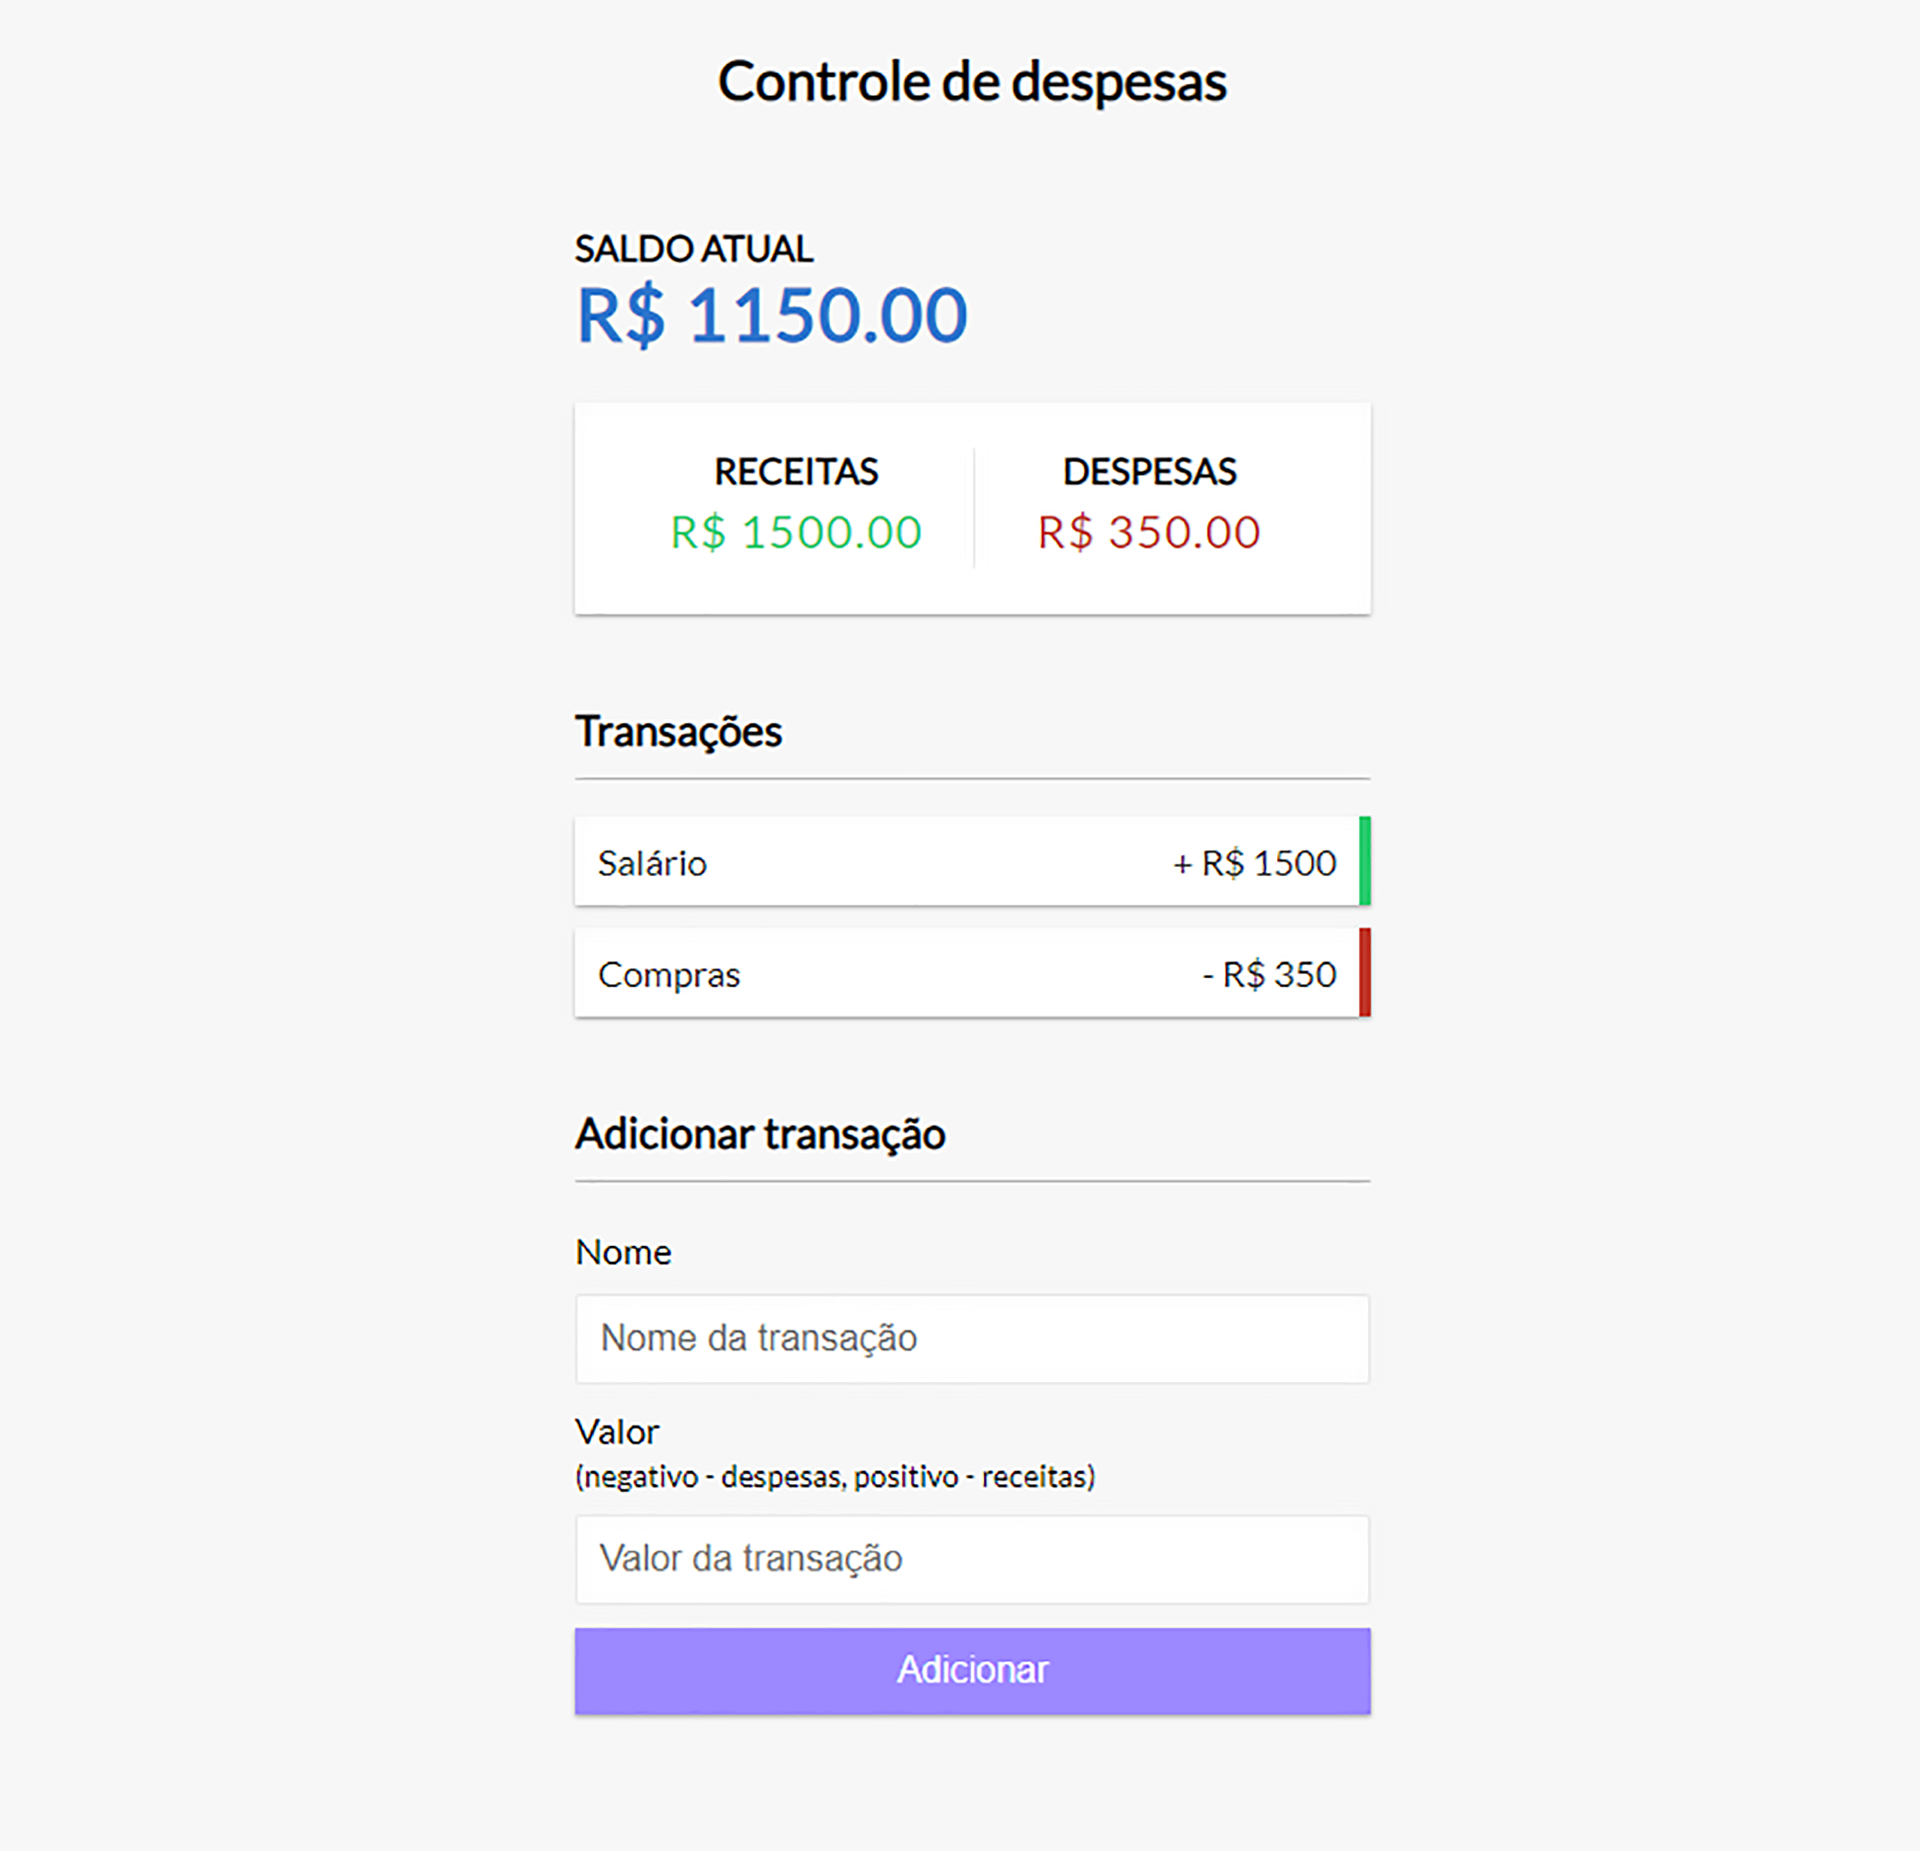 Controle de despesas
SALDO ATUAL
R$ 1150.00
RECEITAS DESPESAS
R$ 1500.00 R$ 350.00
Transações
Salário + R$ 1500
Compras - R$ 350
Adicionar transação
Nome
Nome da transação
Valor
(negativo - despesas, positivo - receitas)
Valor da transação
Adicionar